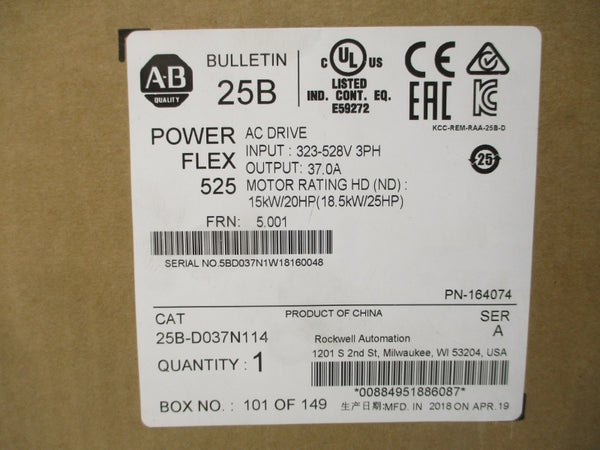 A-B
QUALITY
BULLETIN
25B
C UL US
LISTED
IND. CONT. EQ.
E59272
CE
EAC
KCC-REM-RAA-25B-D
25
POWER
FLEX
525
AC DRIVE
INPUT : 323-528V 3PH
OUTPUT: 37.0A
MOTOR RATING HD (ND) :
15kW/20HP(18.5kW/25HP)
FRN: 5.001
SERIAL NO.5BD037N1W18160048
PN-164074
CAT
25B-D037N114
PRODUCT OF CHINA
SER
A
QUANTITY : 1
Rockwell Automation
1201 S 2nd St, Milwaukee, WI 53204, USA
*00884951886087*
BOX NO. : 101 OF 149
生产日期:MFD. IN 2018 ON APR.19